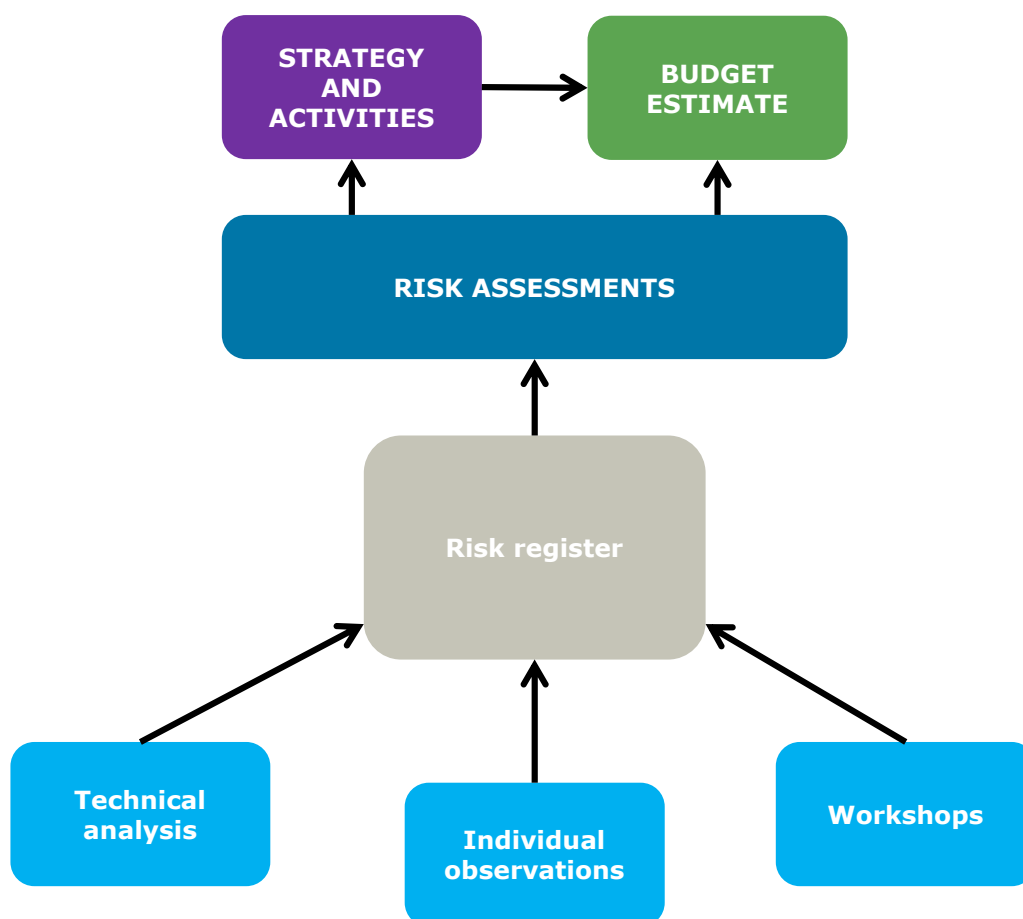 STRATEGY
AND
ACTIVITIES
BUDGET
ESTIMATE
RISK ASSESSMENTS
Risk register
Technical
analysis
Individual
observations
Workshops